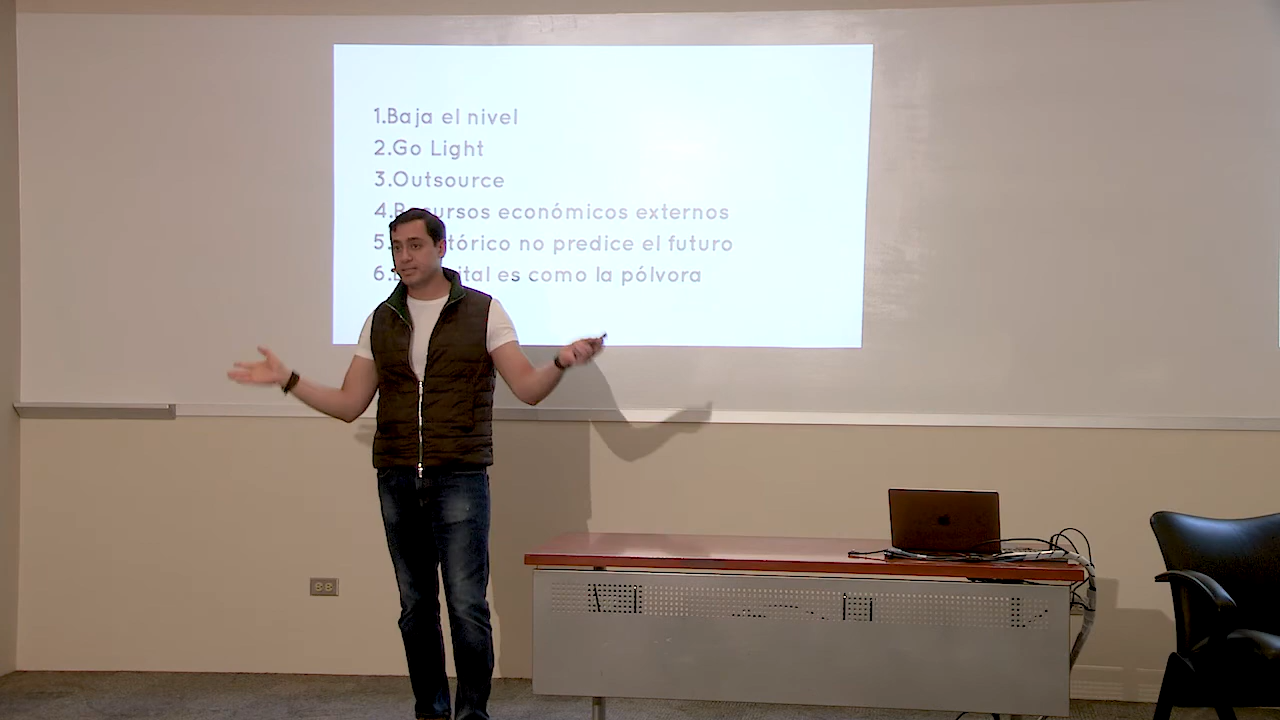 1.Baja el nivel
2.Go Light
3.Outsource
4.Recursos económicos externos
5. no predice el futuro
6. es como la pólvora